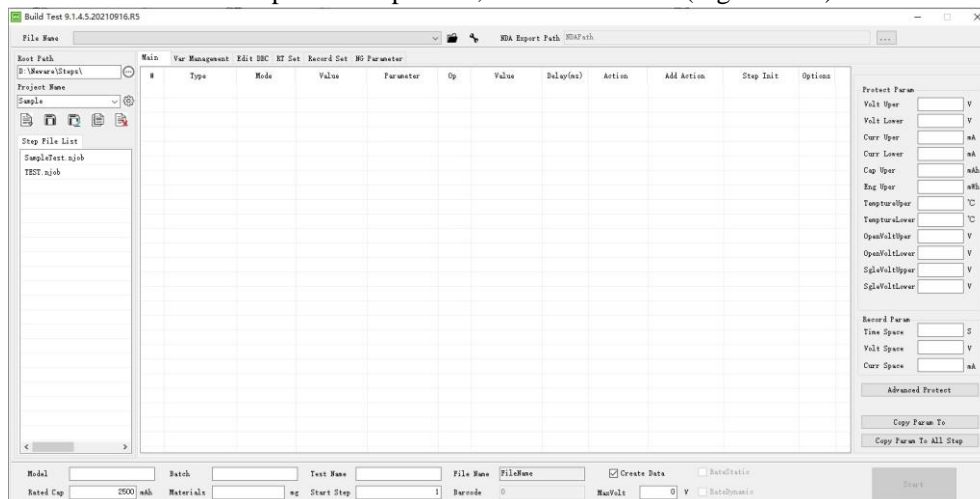 Build Test 9.1.4.5.20210916.R5
File Name NDA Export Path NDAPath ...
Root Path
D:\Neware\Steps\
Project Name
Sample
Step File List
SampleTest.njob
TEST.njob
Main Var Management Edit DBC RT Set Record Set NG Parameter
# Type Mode Value Parameter Op Value Delay(ms) Action Add Action Step Init Options
Protect Param
Volt Uper V
Volt Lower V
Curr Uper mA
Curr Lower mA
Cap Uper mAh
Eng Uper mWh
TemptureUper °C
TemptureLower °C
OpenVoltUper V
OpenVoltLower V
SgleVoltUpper V
SgleVoltLower V
Record Param
Time Space S
Volt Space V
Curr Space mA
Advanced Protect
Copy Param To
Copy Param To All Step
Model Batch Test Name File Name FileName Create Data RateStatic
Rated Cap 2500 mAh Materials mg Start Step 1 Barcode 0 MaxVolt 0 V RateDynamic
Start